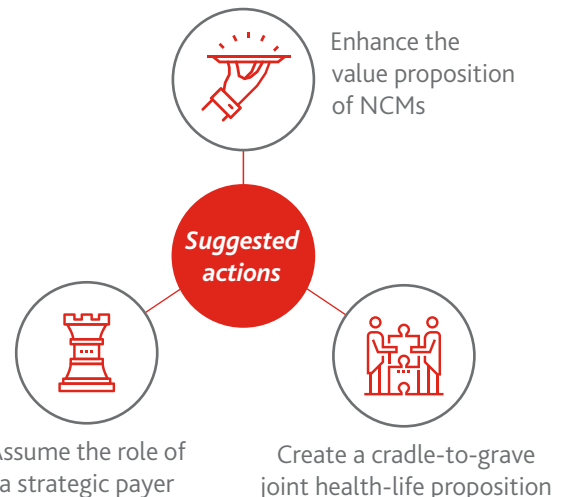 Enhance the
value proposition
of NCMs
Suggested
actions
Assume the role of
a strategic payer
Create a cradle-to-grave
joint health-life proposition